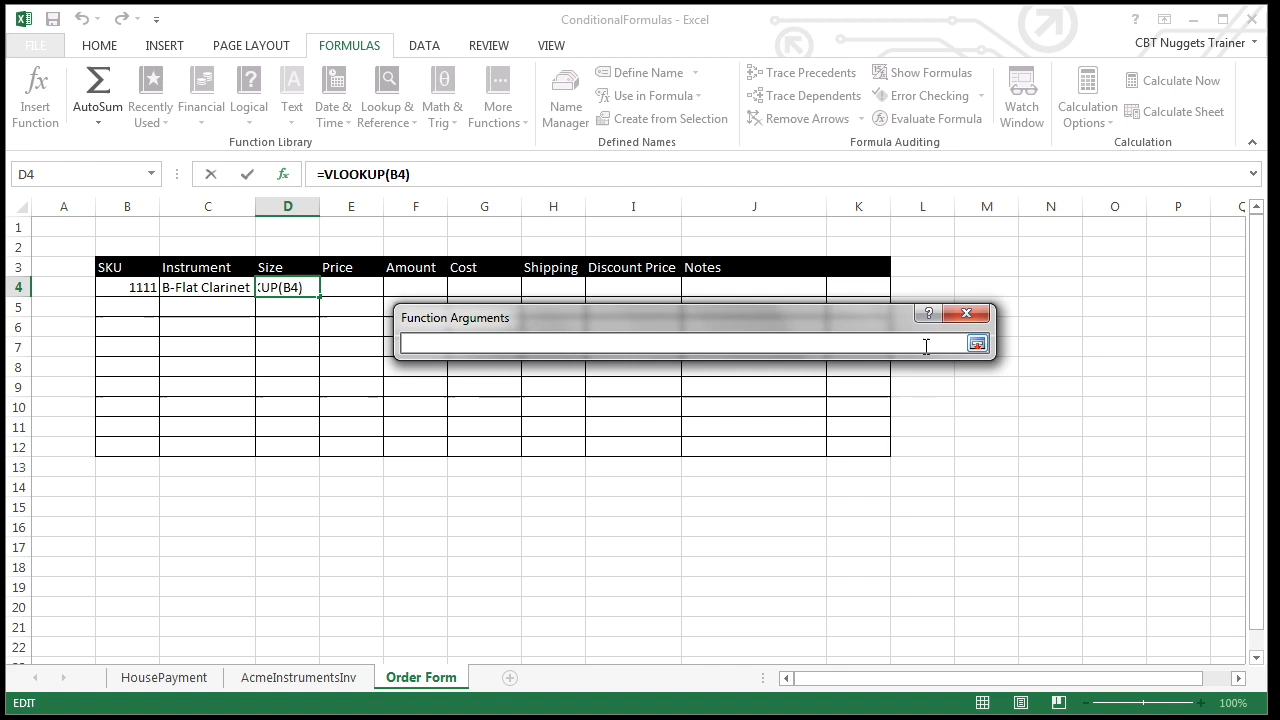 ConditionalFormulas - Excel
?
FILE
HOME
INSERT
PAGE LAYOUT
FORMULAS
DATA
REVIEW
VIEW
CBT Nuggets Trainer
Insert Function
AutoSum
Recently Used
Financial
Logical
Text
Date & Time
Lookup & Reference
Math & Trig
More Functions
Name Manager
Define Name
Use in Formula
Create from Selection
Trace Precedents
Trace Dependents
Remove Arrows
Show Formulas
Error Checking
Evaluate Formula
Watch Window
Calculation Options
Calculate Now
Calculate Sheet
Function Library
Defined Names
Formula Auditing
Calculation
D4
fx
=VLOOKUP(B4)
A B C D E F G H I J K L M N O P Q
1
2
3 SKU Instrument Size Price Amount Cost Shipping Discount Price Notes
4 1111 B-Flat Clarinet KUP(B4)
5
Function Arguments ?
6
7
8
9
10
11
12
13
14
15
16
17
18
19
20
21
22
HousePayment
AcmeInstrumentsInv
Order Form
EDIT
100%